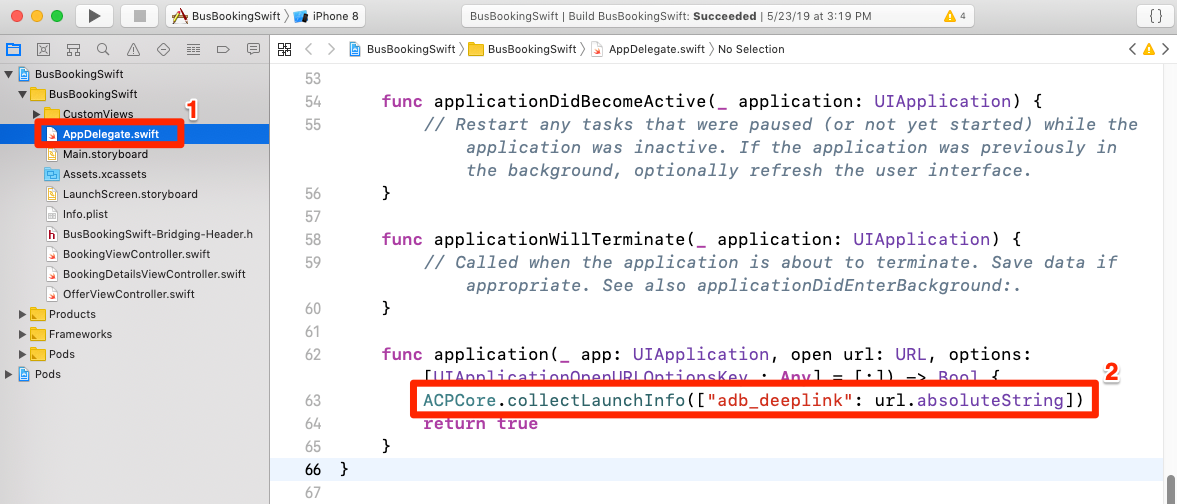 BusBookingSwift iPhone 8
BusBookingSwift | Build BusBookingSwift: Succeeded | 5/23/19 at 3:19 PM 4
{ }
BusBookingSwift BusBookingSwift AppDelegate.swift No Selection
BusBookingSwift
BusBookingSwift
CustomViews
1
AppDelegate.swift
Main.storyboard
Assets.xcassets
LaunchScreen.storyboard
Info.plist
BusBookingSwift-Bridging-Header.h
BookingViewController.swift
BookingDetailsViewController.swift
OfferViewController.swift
Products
Frameworks
Pods
Pods
53
54 func applicationDidBecomeActive(_ application: UIApplication) {
55 // Restart any tasks that were paused (or not yet started) while the
application was inactive. If the application was previously in
the background, optionally refresh the user interface.
56 }
57
58 func applicationWillTerminate(_ application: UIApplication) {
59 // Called when the application is about to terminate. Save data if
appropriate. See also applicationDidEnterBackground:.
60 }
61
62 func application(_ app: UIApplication, open url: URL, options:
[UIApplicationOpenURLOptionsKey : Any] = [:]) -> Bool {
2
63 ACPCore.collectLaunchInfo(["adb_deeplink": url.absoluteString])
64 return true
65 }
66 }
67